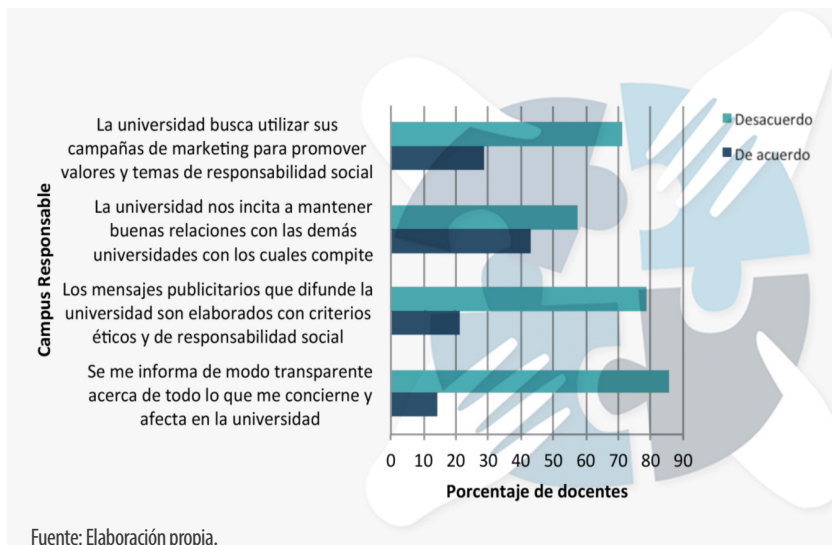 La universidad busca utilizar sus
campañas de marketing para promover
valores y temas de responsabilidad social
La universidad nos incita a mantener
buenas relaciones con las demás
universidades con los cuales compite
Los mensajes publicitarios que difunde la
universidad son elaborados con criterios
éticos y de responsabilidad social
Se me informa de modo transparente
acerca de todo lo que me concierne y
afecta en la universidad
Campus Responsable
Desacuerdo
De acuerdo
0 10 20 30 40 50 60 70 80 90
Porcentaje de docentes
Fuente: Elaboración propia.